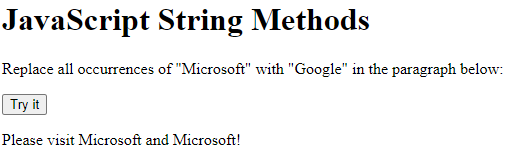 JavaScript String Methods
Replace all occurrences of "Microsoft" with "Google" in the paragraph below:
Try it
Please visit Microsoft and Microsoft!